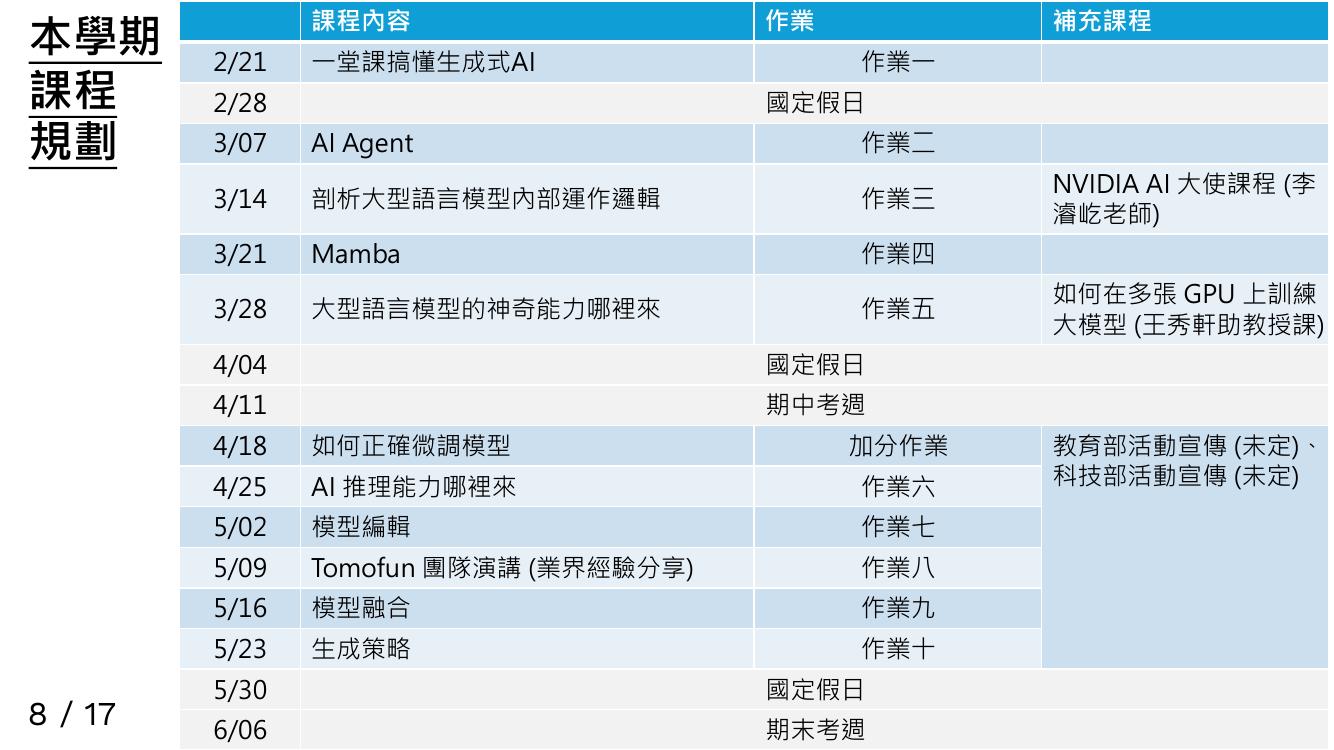 本學期
課程
規劃
課程內容 作業 補充課程
2/21 一堂課搞懂生成式AI 作業一
2/28 國定假日
3/07 AI Agent 作業二
3/14 剖析大型語言模型內部運作邏輯 作業三 NVIDIA AI 大使課程 (李
濬屹老師)
3/21 Mamba 作業四
3/28 大型語言模型的神奇能力哪裡來 作業五 如何在多張 GPU 上訓練
大模型 (王秀軒助教授課)
4/04 國定假日
4/11 期中考週
4/18 如何正確微調模型 加分作業 教育部活動宣傳 (未定)、
科技部活動宣傳 (未定)
4/25 AI 推理能力哪裡來 作業六
5/02 模型編輯 作業七
5/09 Tomofun 團隊演講 (業界經驗分享) 作業八
5/16 模型融合 作業九
5/23 生成策略 作業十
5/30 國定假日
6/06 期末考週
8 / 17